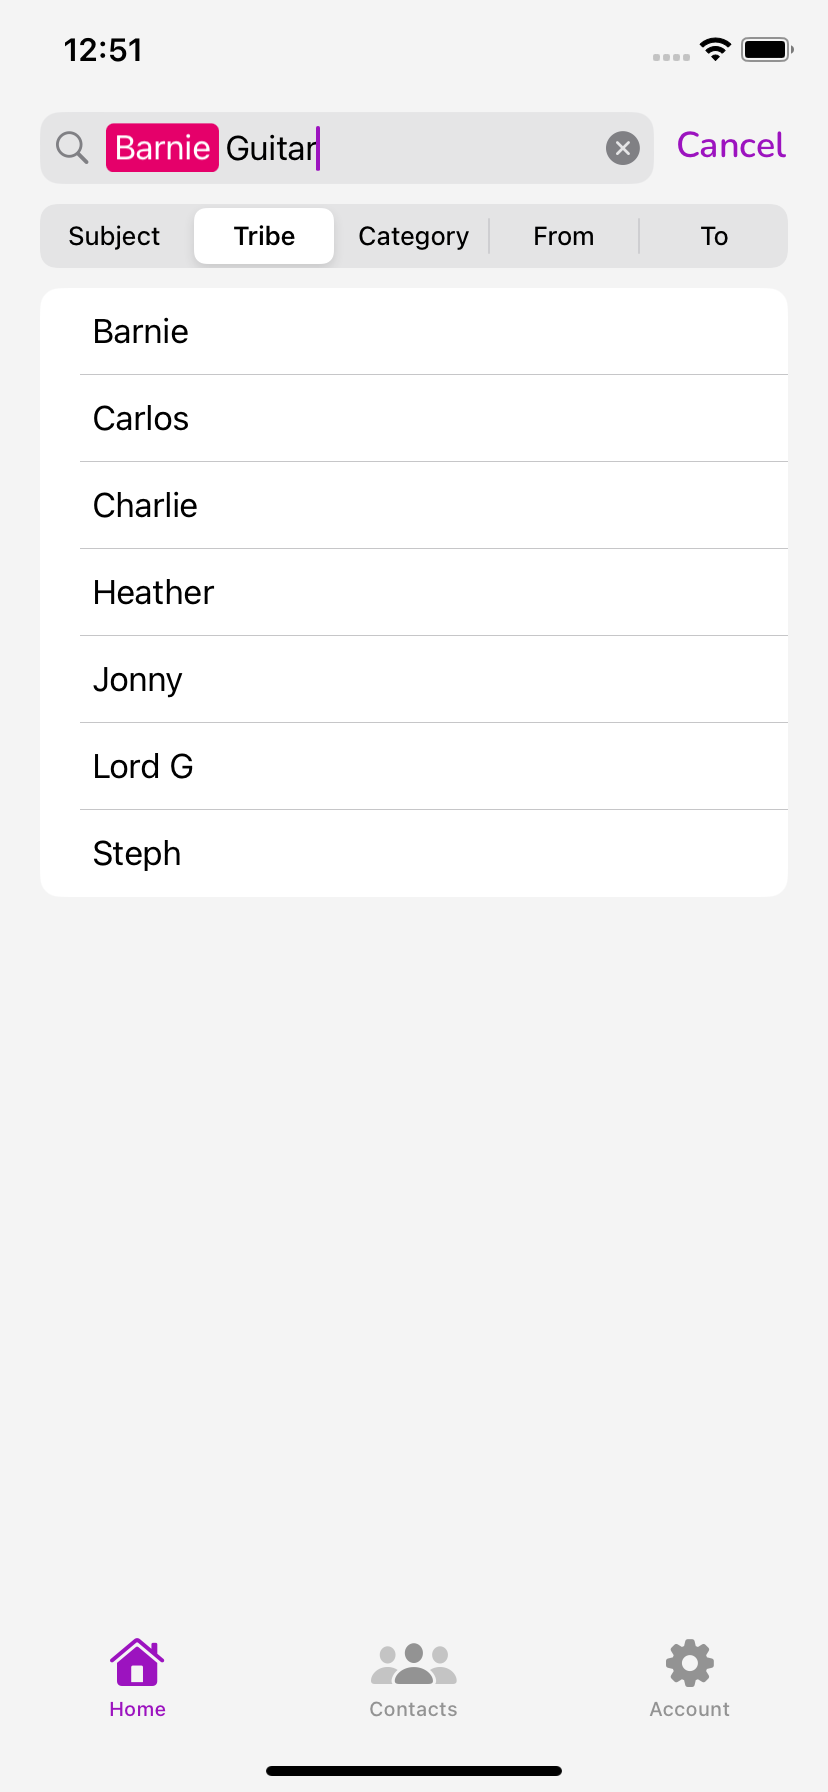 12:51
Barnie Guitar Cancel
Subject Tribe Category From To
Barnie
Carlos
Charlie
Heather
Jonny
Lord G
Steph
Home Contacts Account